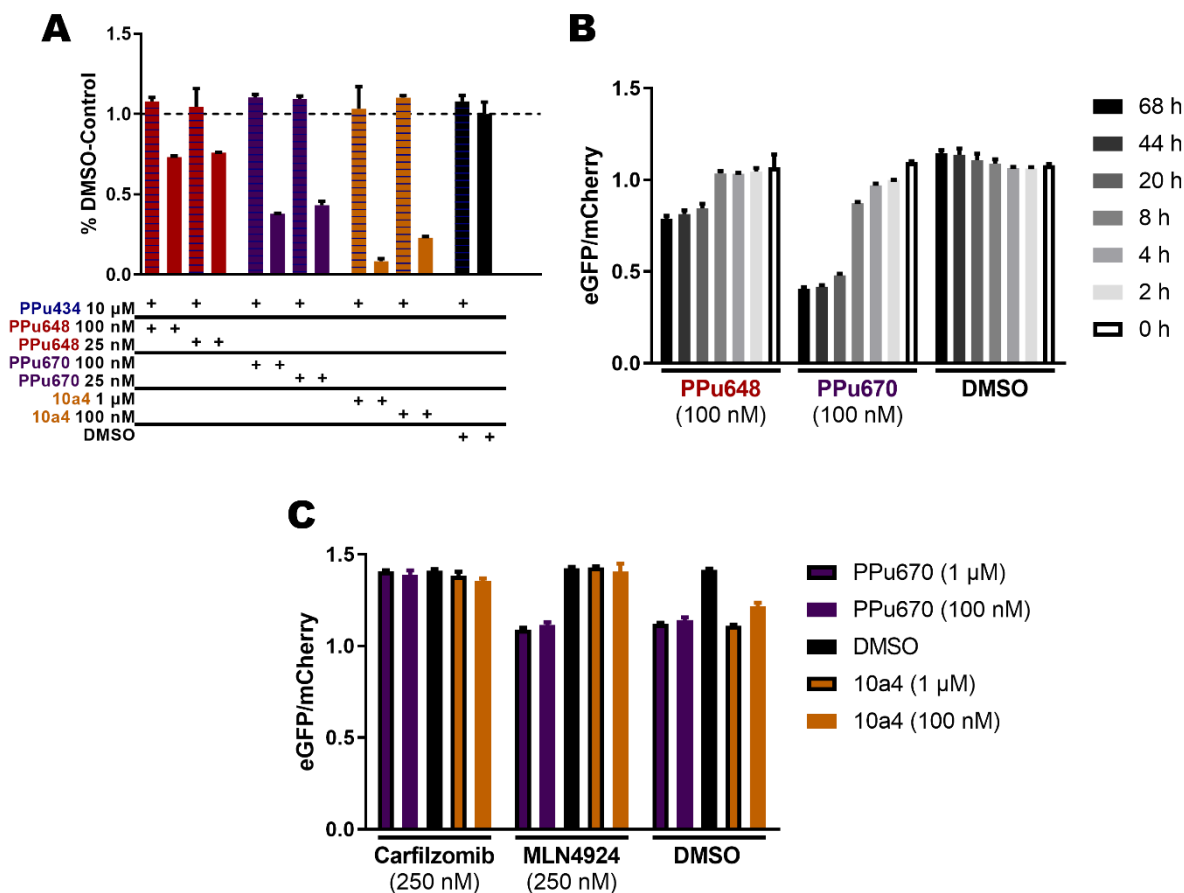 A
% DMSO-Control
1.5
1.0
0.5
0.0
PPu434 10 µM + + + + + + +
PPu648 100 nM + +
PPu648 25 nM + +
PPu670 100 nM + +
PPu670 25 nM + +
10a4 1 µM + +
10a4 100 nM + +
DMSO + +
B
eGFP/mCherry
1.5
1.0
0.5
0.0
PPu648
(100 nM)
PPu670
(100 nM)
DMSO
68 h
44 h
20 h
8 h
4 h
2 h
0 h
C
eGFP/mCherry
1.5
1.0
0.5
0.0
Carfilzomib
(250 nM)
MLN4924
(250 nM)
DMSO
PPu670 (1 µM)
PPu670 (100 nM)
DMSO
10a4 (1 µM)
10a4 (100 nM)